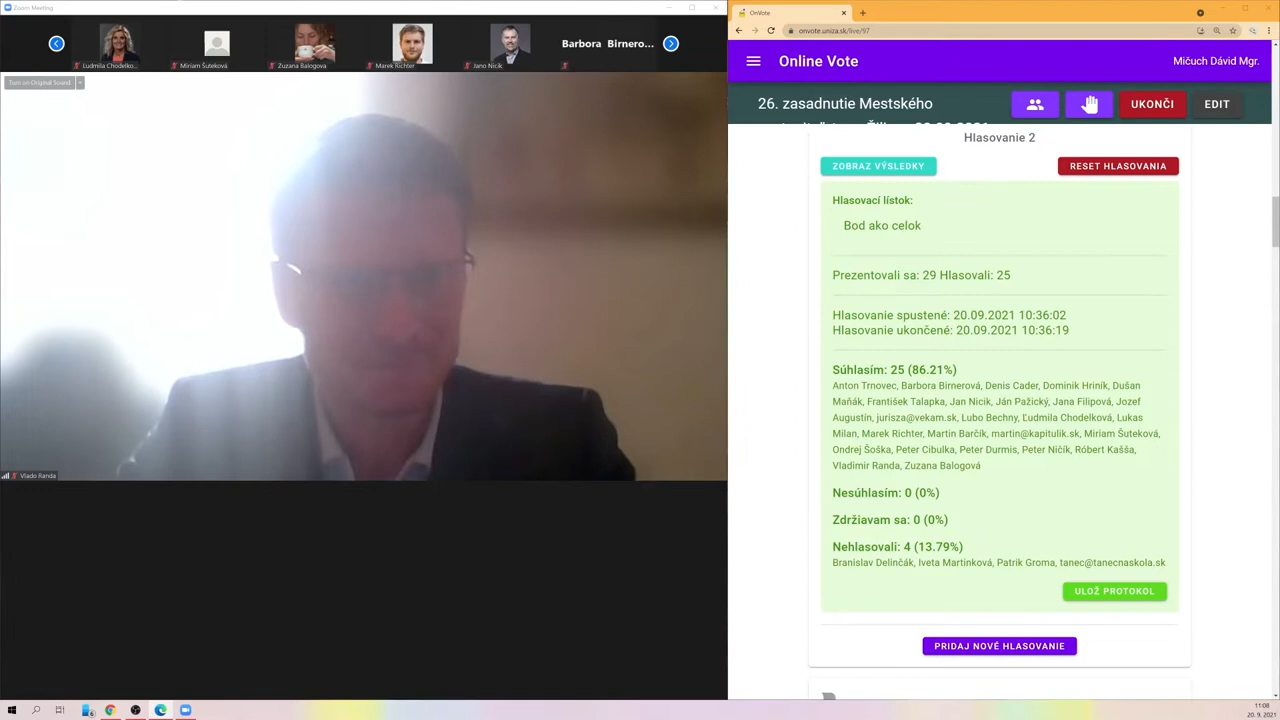 Zoom Meeting
Ludmila Chodelko...
Miriam Šuteková
Zuzana Balogova
Marek Richter
Jano Nicik
Barbora Birnero...
Turn on Original Sound
Vlado Randa
OnVote
onvote.uniza.sk/live/97
Online Vote
Mičuch Dávid Mgr.
26. zasadnutie Mestského
UKONČI
EDIT
Hlasovanie 2
ZOBRAZ VÝSLEDKY
RESET HLASOVANIA
Hlasovací lístok:
Bod ako celok
Prezentovali sa: 29 Hlasovali: 25
Hlasovanie spustené: 20.09.2021 10:36:02
Hlasovanie ukončené: 20.09.2021 10:36:19
Súhlasím: 25 (86.21%)
Anton Trnovec, Barbora Birnerová, Denis Cader, Dominik Hriník, Dušan
Maňák, František Talapka, Jan Nicik, Ján Pažický, Jana Filipová, Jozef
Augustín, jurisza@vekam.sk, Lubo Bechny, Ľudmila Chodelková, Lukas
Milan, Marek Richter, Martin Barčík, martin@kapitulik.sk, Miriam Šuteková,
Ondrej Šoška, Peter Cibulka, Peter Durmis, Peter Ničík, Róbert Kašša,
Vladimir Randa, Zuzana Balogová
Nesúhlasím: 0 (0%)
Zdržiavam sa: 0 (0%)
Nehlasovali: 4 (13.79%)
Branislav Delinčák, Iveta Martinková, Patrik Groma, tanec@tanecnaskola.sk
ULOŽ PROTOKOL
PRIDAJ NOVÉ HLASOVANIE
11:08
20. 9. 2021